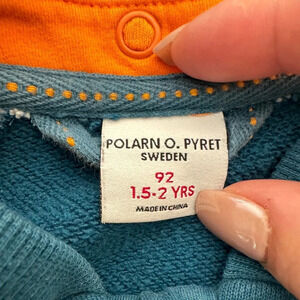 POLARN O. PYRET
SWEDEN
92
1.5-2 YRS
MADE IN CHINA